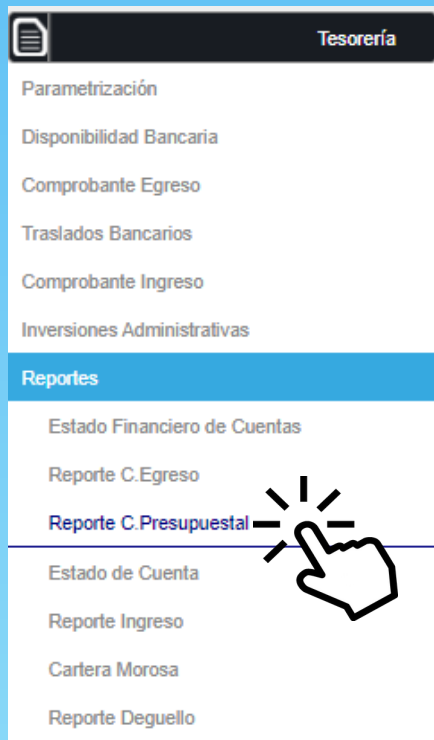 Tesorería
Parametrización
Disponibilidad Bancaria
Comprobante Egreso
Traslados Bancarios
Comprobante Ingreso
Inversiones Administrativas
Reportes
Estado Financiero de Cuentas
Reporte C.Egreso
Reporte C.Presupuestal
Estado de Cuenta
Reporte Ingreso
Cartera Morosa
Reporte Deguello